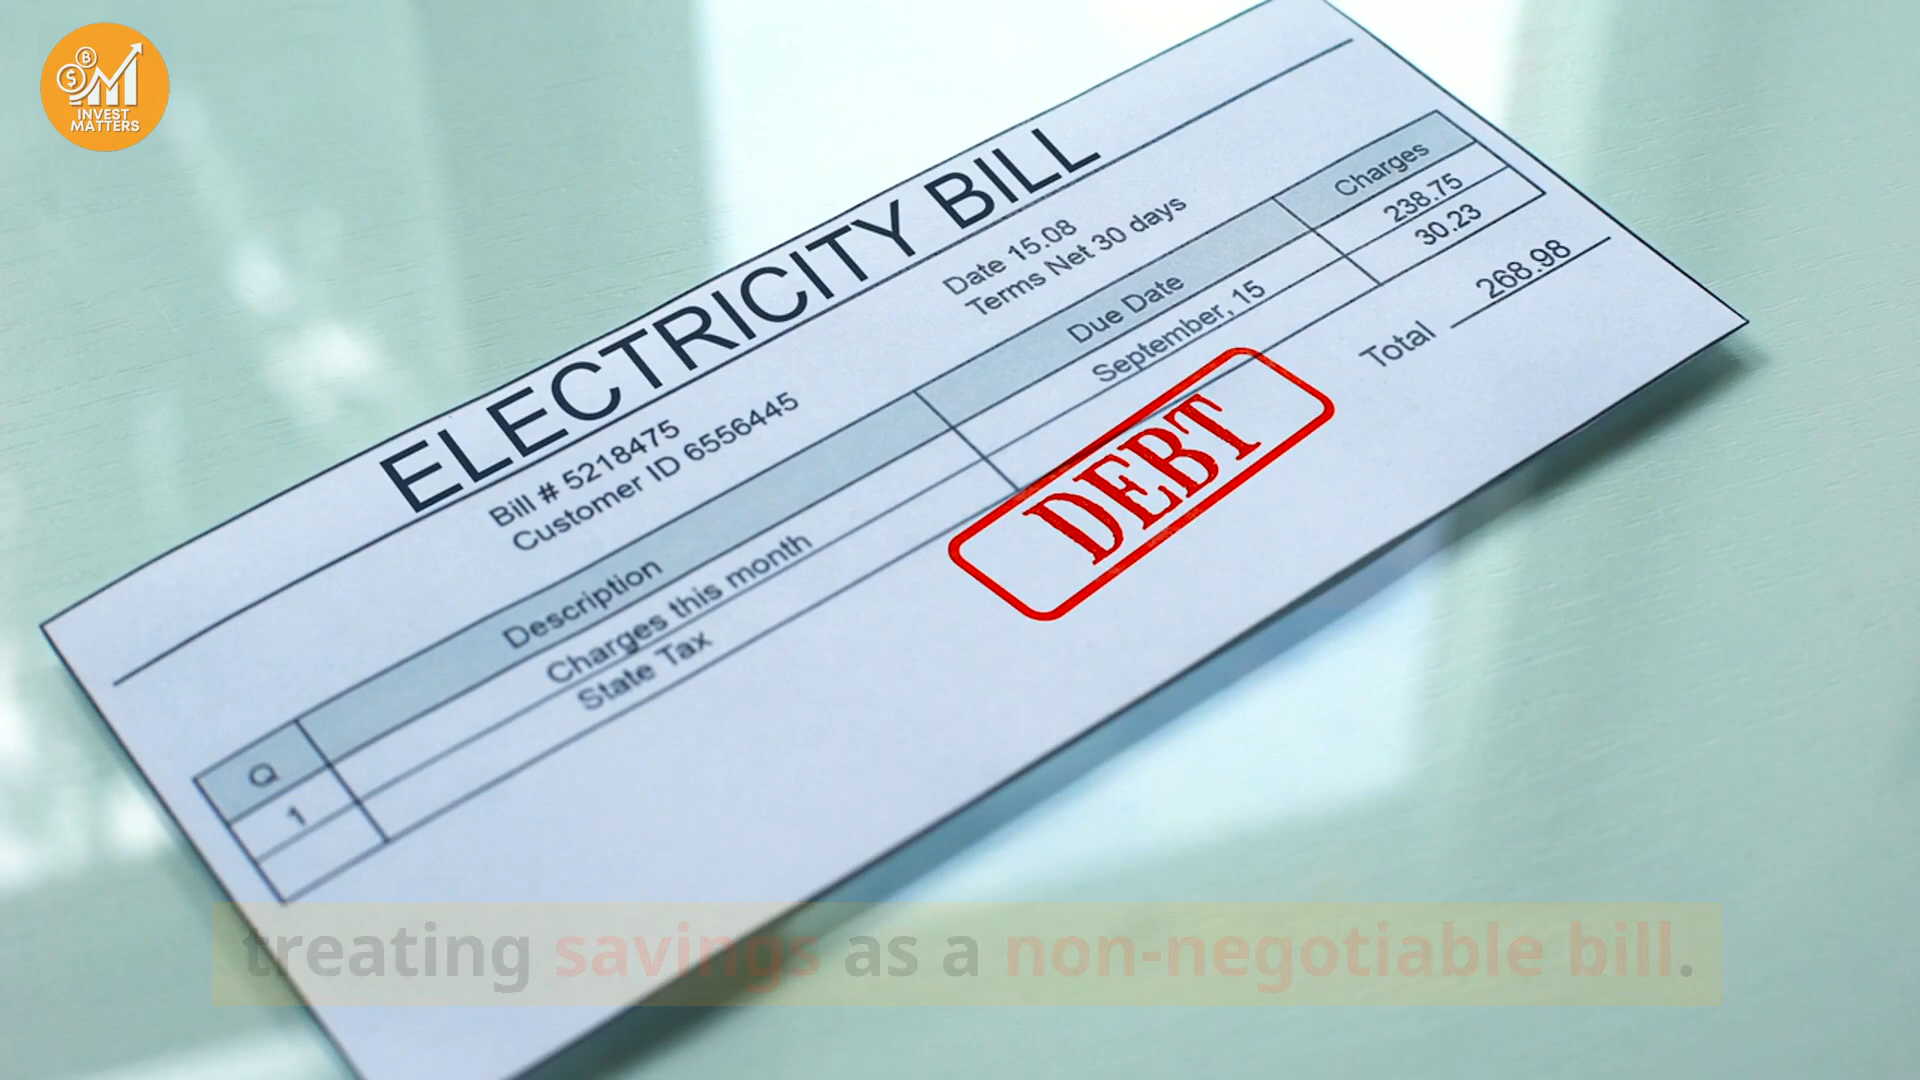 INVEST
MATTERS
ELECTRICITY BILL
Bill # 5218475
Customer ID 6556445
Date 15.08
Terms Net 30 days
Q Description Due Date Charges
1 Charges this month September, 15 238.75
State Tax 30.23
Total 268.98
DEBT
treating savings as a non-negotiable bill.